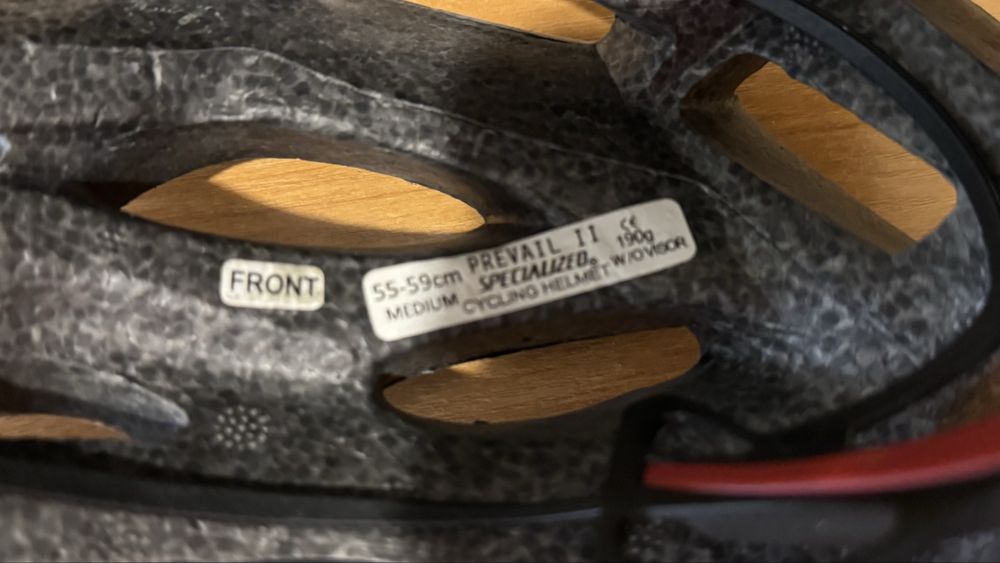 FRONT
55-59cm PREVAIL II CE
MEDIUM SPECIALIZED® 190g
CYCLING HELMET W/O VISOR